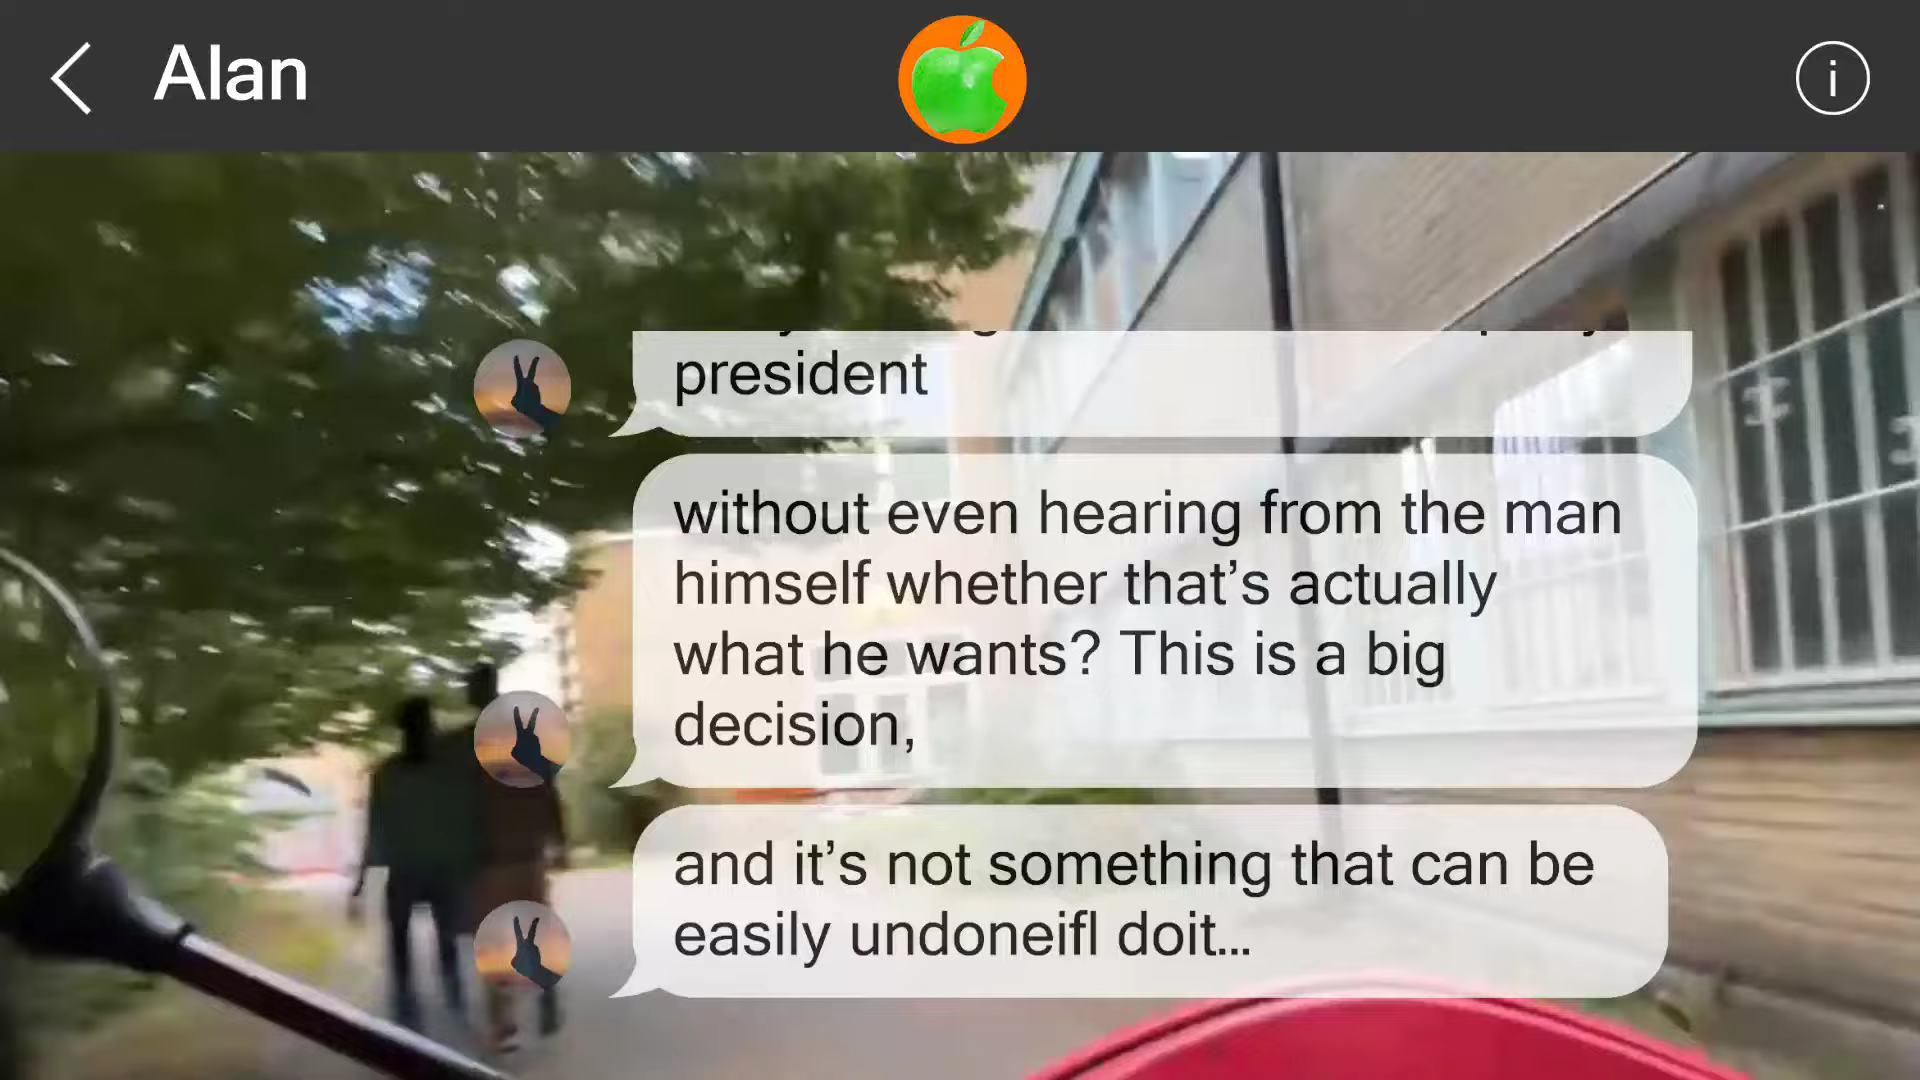 Alan
president
without even hearing from the man
himself whether that’s actually
what he wants? This is a big
decision,
and it’s not something that can be
easily undoneifl doit...